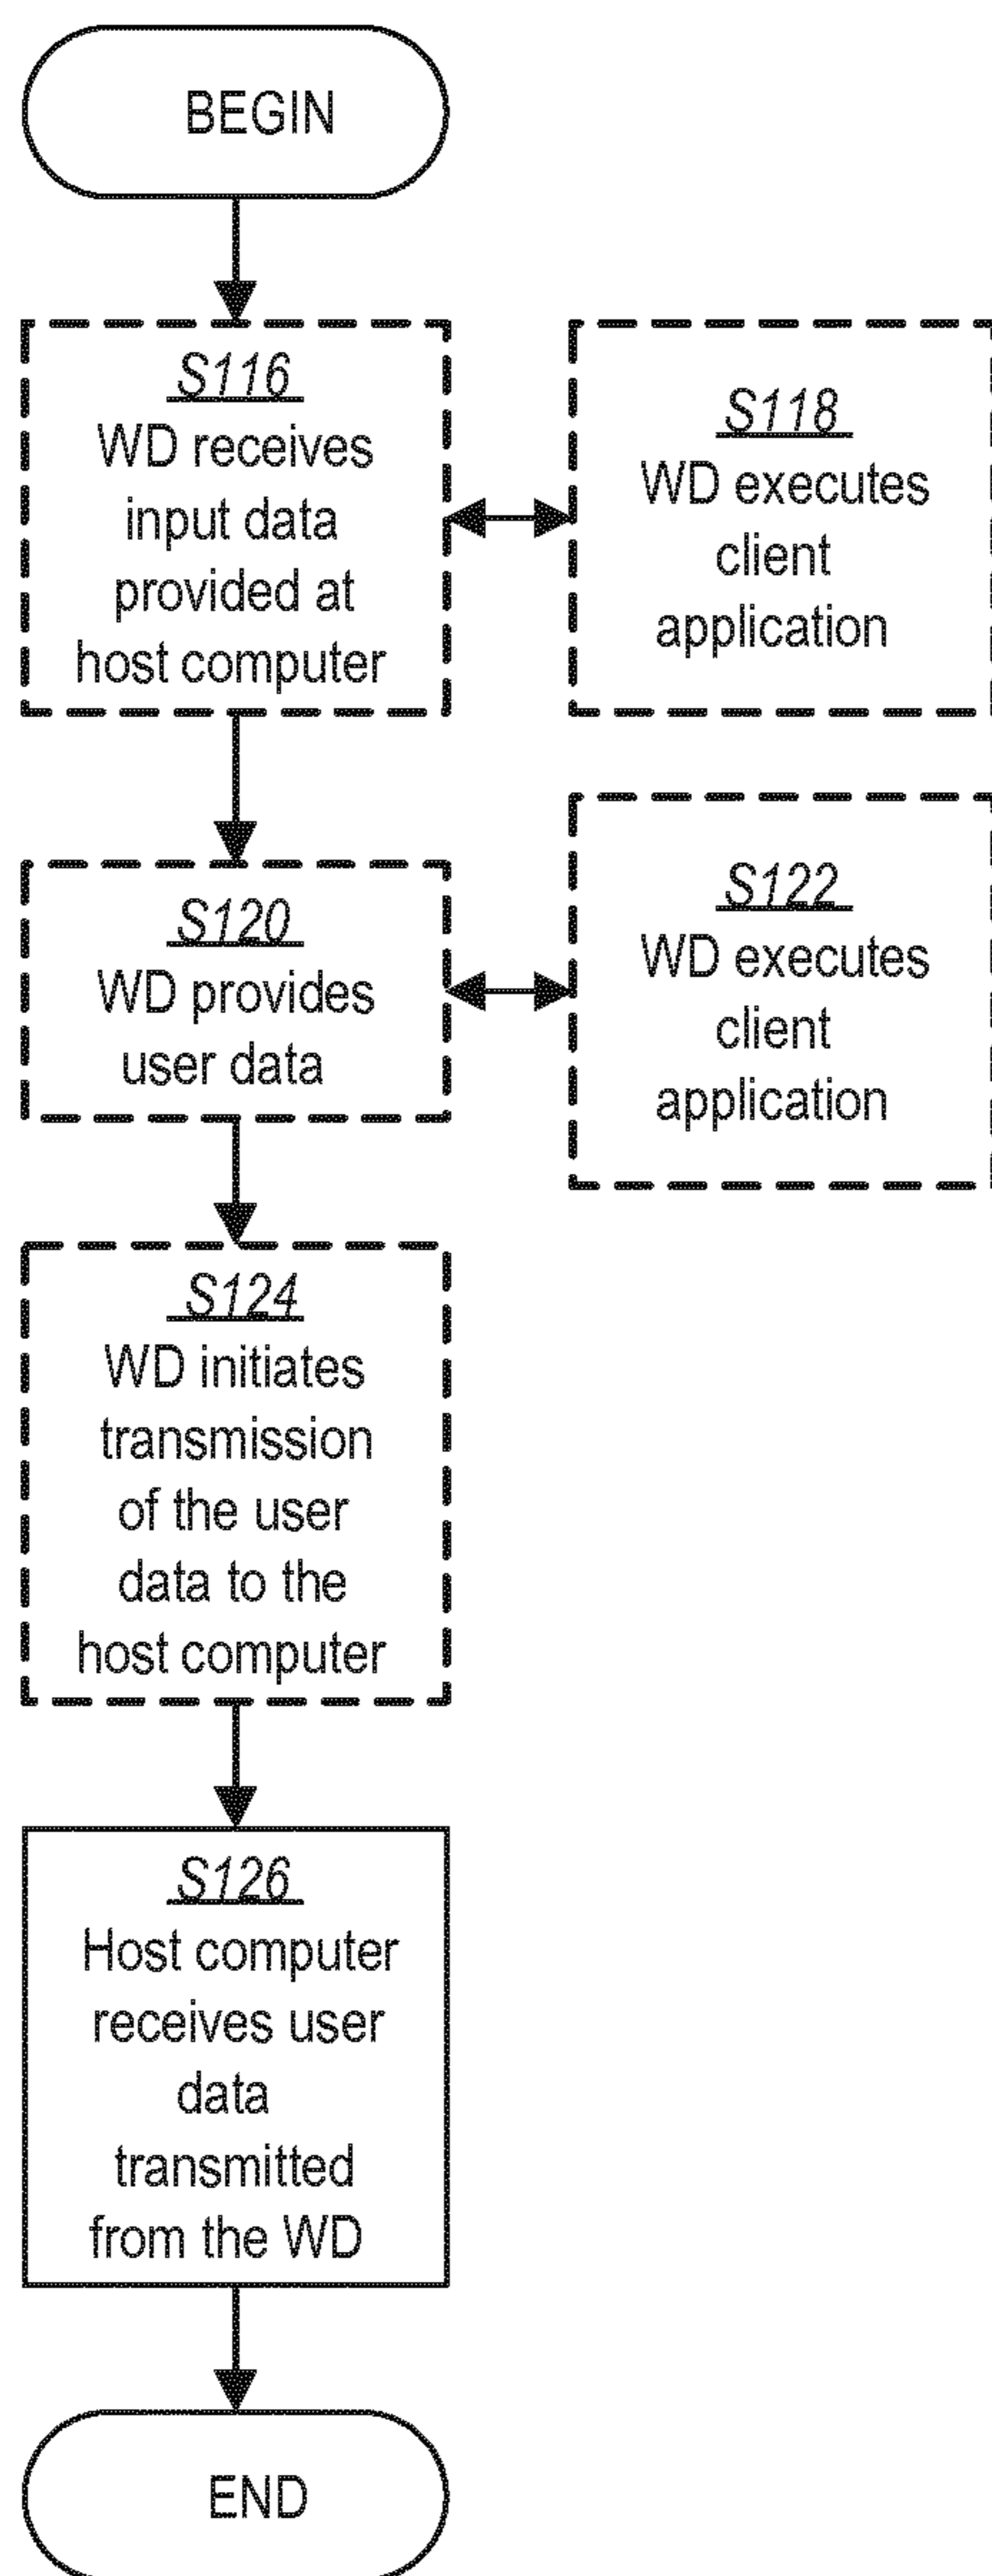 BEGIN
S116
WD receives
input data
provided at
host computer
S118
WD executes
client
application
S120
WD provides
user data
S122
WD executes
client
application
S124
WD initiates
transmission
of the user
data to the
host computer
S126
Host computer
receives user
data
transmitted
from the WD
END